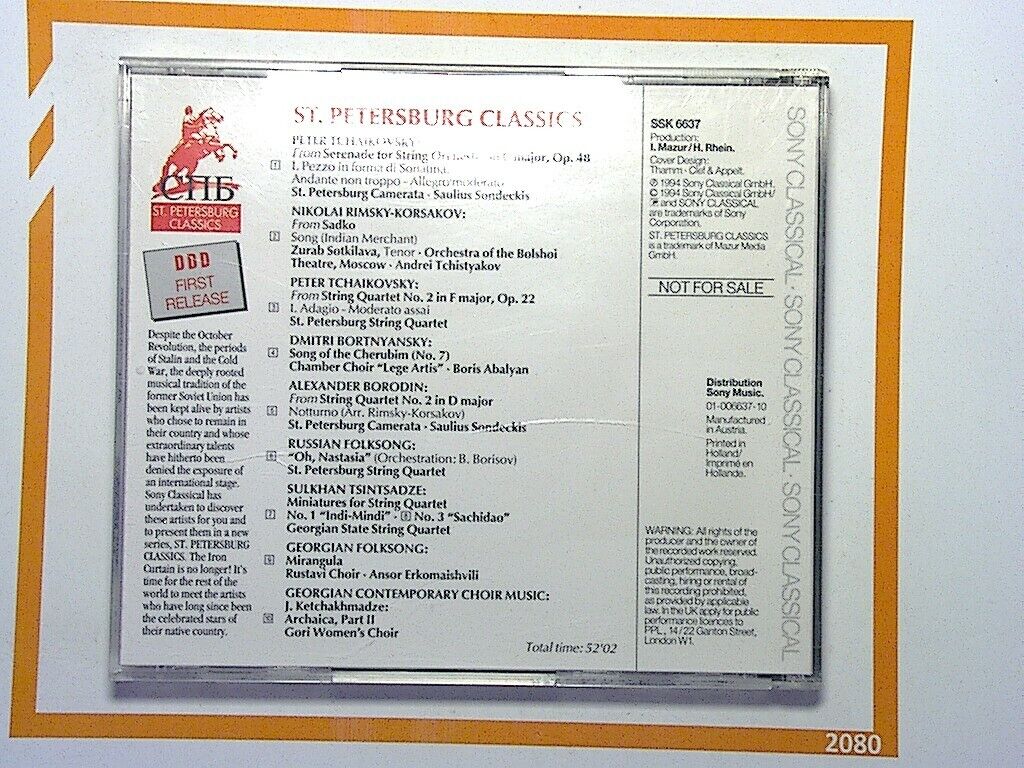 СПБ
ST. PETERSBURG
CLASSICS
DDD
FIRST
RELEASE
Despite the October
Revolution, the periods
of Stalin and the Cold
War, the deeply rooted
musical tradition of the
former Soviet Union has
been kept alive by artists
who chose to remain in
their country and whose
extraordinary talents
have hitherto been
denied the exposure of
an international stage.
Sony Classical has
undertaken to discover
these artists for you and
to present them in a new
series, ST. PETERSBURG
CLASSICS. The Iron
Curtain is no longer! It's
time for the rest of the
world to meet the artists
who have long since been
the celebrated stars of
their native country.
ST. PETERSBURG CLASSICS
PETER TCHAIKOVSKY
From Serenade for String Orchestra in C major, Op. 48
1 I. Pezzo in forma di Sonatina.
Andante non troppo - Allegro moderato
St. Petersburg Camerata · Saulius Sondeckis
NIKOLAI RIMSKY-KORSAKOV:
From Sadko
2 Song (Indian Merchant)
Zurab Sotkilava, Tenor · Orchestra of the Bolshoi
Theatre, Moscow · Andrei Tchistyakov
PETER TCHAIKOVSKY:
From String Quartet No. 2 in F major, Op. 22
3 I. Adagio - Moderato assai
St. Petersburg String Quartet
DMITRI BORTNYANSKY:
4 Song of the Cherubim (No. 7)
Chamber Choir "Lege Artis" · Boris Abalyan
ALEXANDER BORODIN:
From String Quartet No. 2 in D major
5 Notturno (Arr. Rimsky-Korsakov)
St. Petersburg Camerata · Saulius Sondeckis
RUSSIAN FOLKSONG:
6 "Oh, Nastasia" (Orchestration: B. Borisov)
St. Petersburg String Quartet
SULKHAN TSINTSADZE:
Miniatures for String Quartet
7 No. 1 "Indi-Mindi" · 8 No. 3 "Sachidao"
Georgian State String Quartet
GEORGIAN FOLKSONG:
9 Mirangula
Rustavi Choir · Ansor Erkomaishvili
GEORGIAN CONTEMPORARY CHOIR MUSIC:
J. Ketchakhmadze:
10 Archaica, Part II
Gori Women's Choir
Total time: 52'02
SSK 6637
Production:
I. Mazur/H. Rhein.
Cover Design:
Thamm · Clef & Appelt.
℗ 1994 Sony Classical GmbH.
© 1994 Sony Classical GmbH/
and SONY CLASSICAL
are trademarks of Sony
Corporation.
ST. PETERSBURG CLASSICS
is a trademark of Mazur Media
GmbH.
NOT FOR SALE
Distribution
Sony Music.
01-006637-10
Manufactured
in Austria.
Printed in
Holland/
Imprimé en
Hollande.
WARNING: All rights of the
producer and the owner of
the recorded work reserved.
Unauthorized copying,
public performance, broad-
casting, hiring or rental of
this recording prohibited,
as provided by applicable
law. In the UK apply for public
performance licences to
PPL, 14/22 Ganton Street,
London W1.
SONY CLASSICAL · SONY CLASSICAL · SONY CLASSICAL
2080